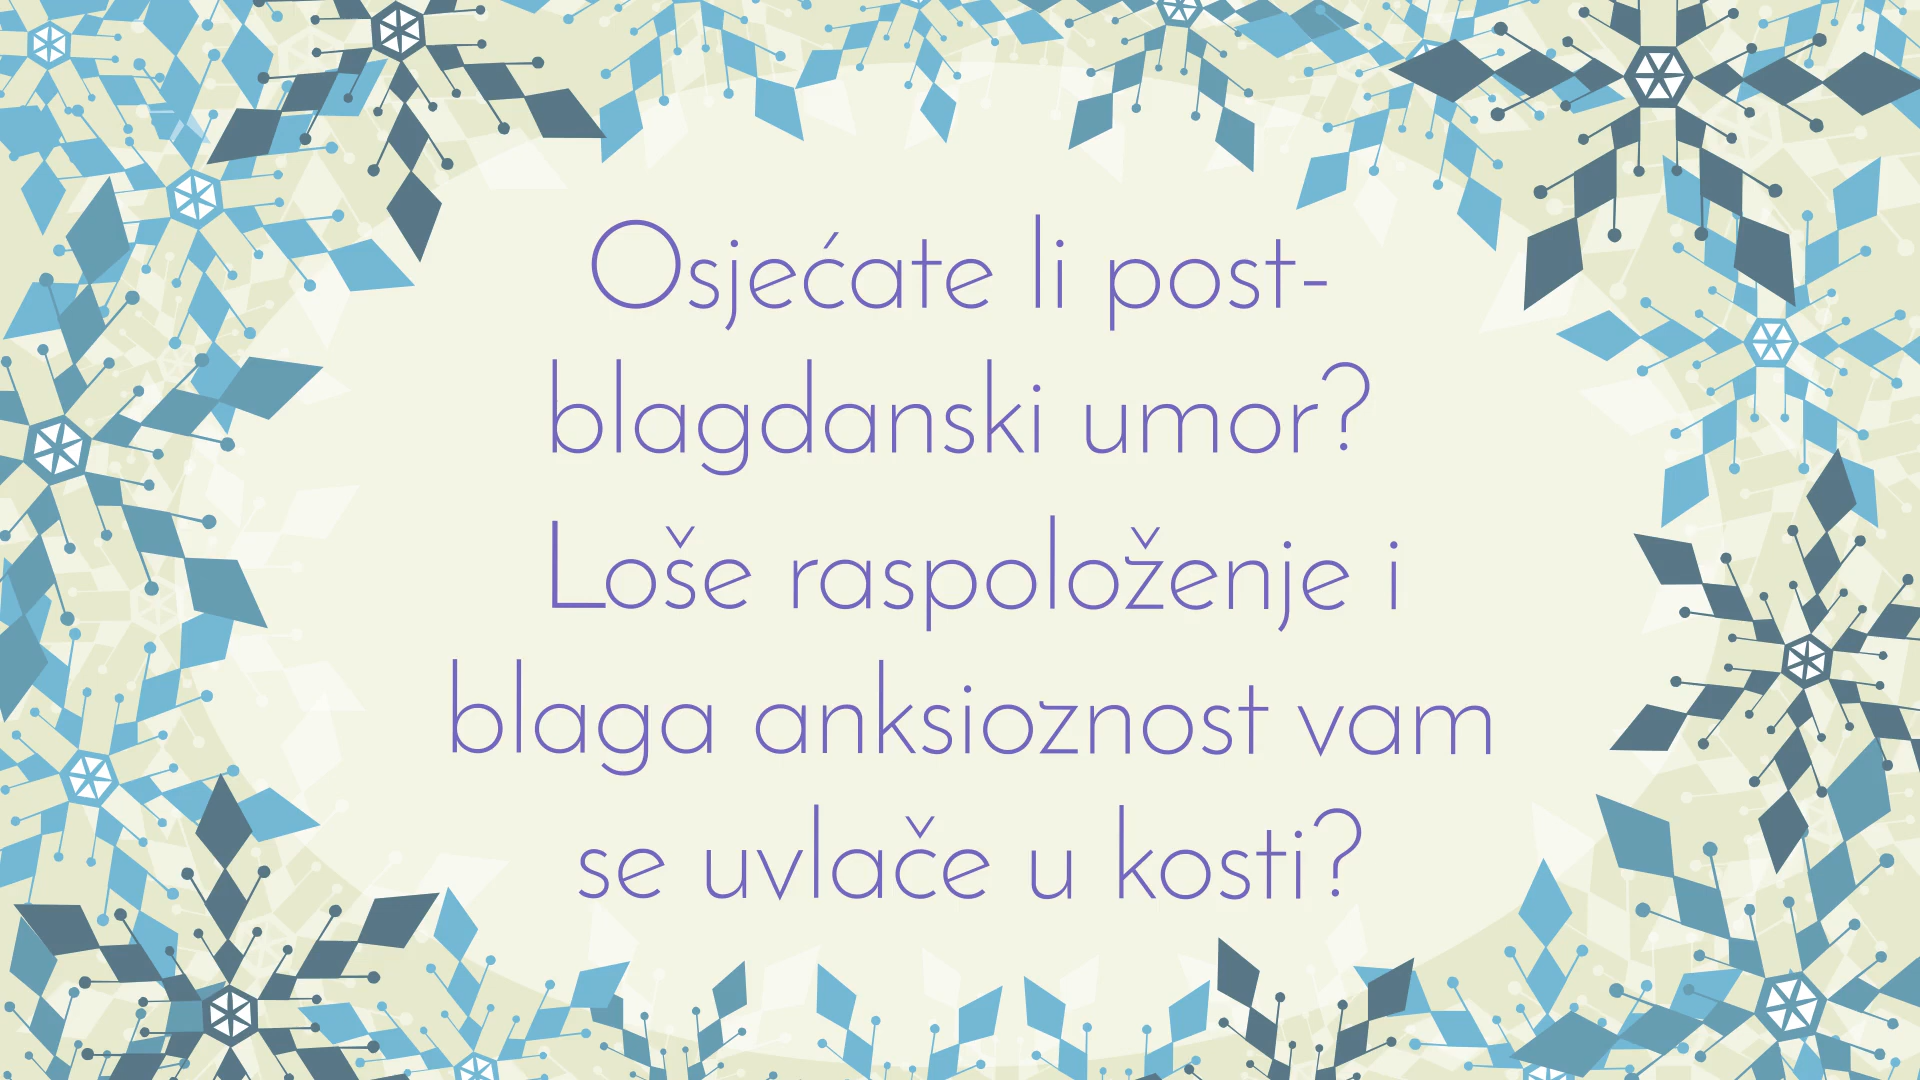 Osjećate li post-
blagdanski umor?
Loše raspoloženje i
blaga anksioznost vam
se uvlače u kosti?